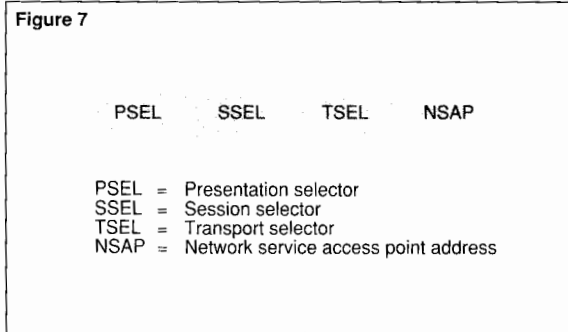 Figure 7
PSEL SSEL TSEL NSAP
PSEL = Presentation selector
SSEL = Session selector
TSEL = Transport selector
NSAP = Network service access point address